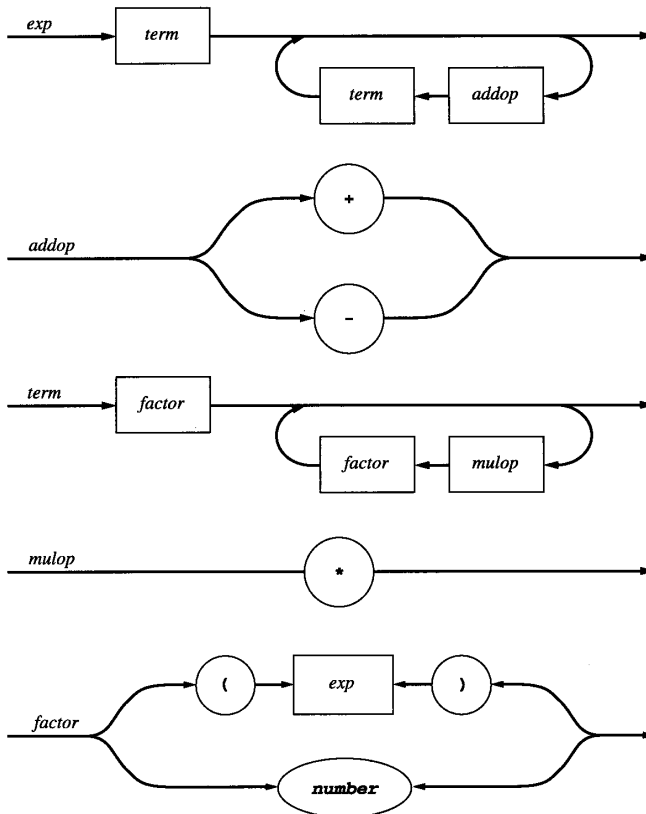 exp
term
term
addop
addop
+
-
term
factor
factor
mulop
mulop
*
factor
(
exp
)
number